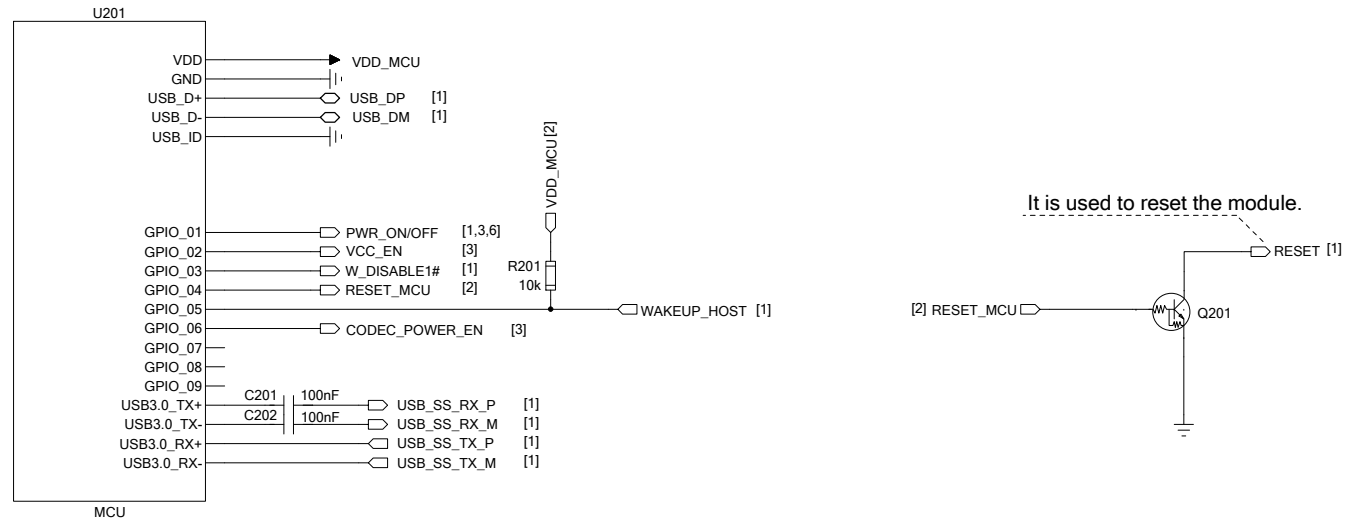 U201
VDD VDD_MCU
GND
USB_D+ USB_DP [1]
USB_D- USB_DM [1]
USB_ID
VDD_MCU [2]
It is used to reset the module.
GPIO_01 PWR_ON/OFF [1,3,6]
GPIO_02 VCC_EN [3]
RESET [1]
GPIO_03 W_DISABLE1# [1]
R201
GPIO_04 RESET_MCU [2]
10k
GPIO_05 WAKEUP_HOST [1]
[2] RESET_MCU Q201
GPIO_06 CODEC_POWER_EN [3]
GPIO_07
GPIO_08
GPIO_09
USB3.0_TX+ C201 100nF USB_SS_RX_P [1]
USB3.0_TX- C202 100nF USB_SS_RX_M [1]
USB3.0_RX+ USB_SS_TX_P [1]
USB3.0_RX- USB_SS_TX_M [1]
MCU